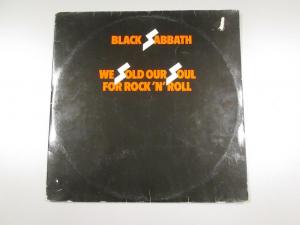 BLACK SABBATH
WE SOLD OUR SOUL
FOR ROCK 'N' ROLL